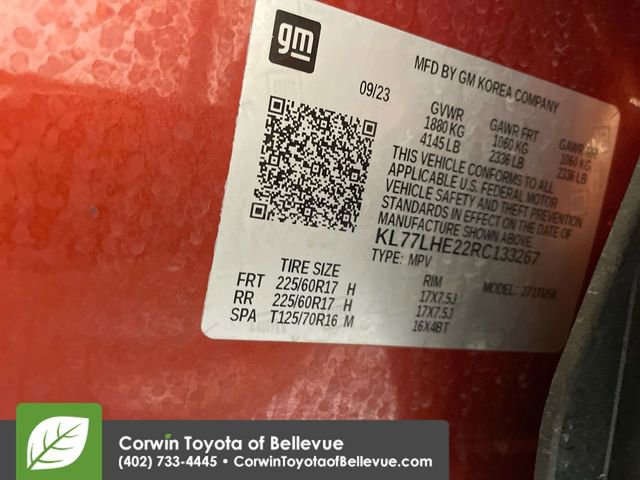 gm
MFD BY GM KOREA COMPANY
09/23
GVWR GAWR FRT GAWR RR
1880 KG 1060 KG 1060 KG
4145 LB 2336 LB 2336 LB
THIS VEHICLE CONFORMS TO ALL
APPLICABLE U.S. FEDERAL MOTOR
VEHICLE SAFETY AND THEFT PREVENTION
STANDARDS IN EFFECT ON THE DATE OF
MANUFACTURE SHOWN ABOVE.
KL77LHE22RC133267
TYPE: MPV
MODEL:
TIRE SIZE RIM
FRT 225/60R17 H 17X7.5J
RR 225/60R17 H 17X7.5J
SPA T125/70R16 M 16X4BT
Corwin Toyota of Bellevue
(402) 733-4445 • CorwinToyotaofBellevue.com